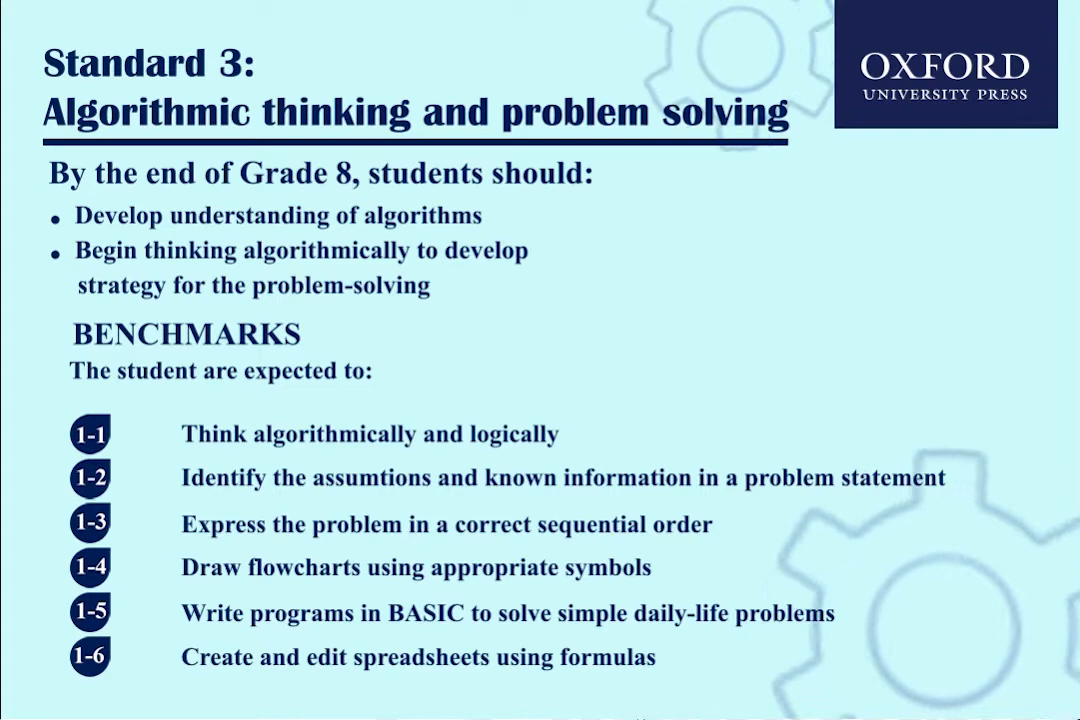 Standard 3:
Algorithmic thinking and problem solving
OXFORD
UNIVERSITY PRESS
By the end of Grade 8, students should:
• Develop understanding of algorithms
• Begin thinking algorithmically to develop
strategy for the problem-solving
BENCHMARKS
The student are expected to:
1-1 Think algorithmically and logically
1-2 Identify the assumtions and known information in a problem statement
1-3 Express the problem in a correct sequential order
1-4 Draw flowcharts using appropriate symbols
1-5 Write programs in BASIC to solve simple daily-life problems
1-6 Create and edit spreadsheets using formulas